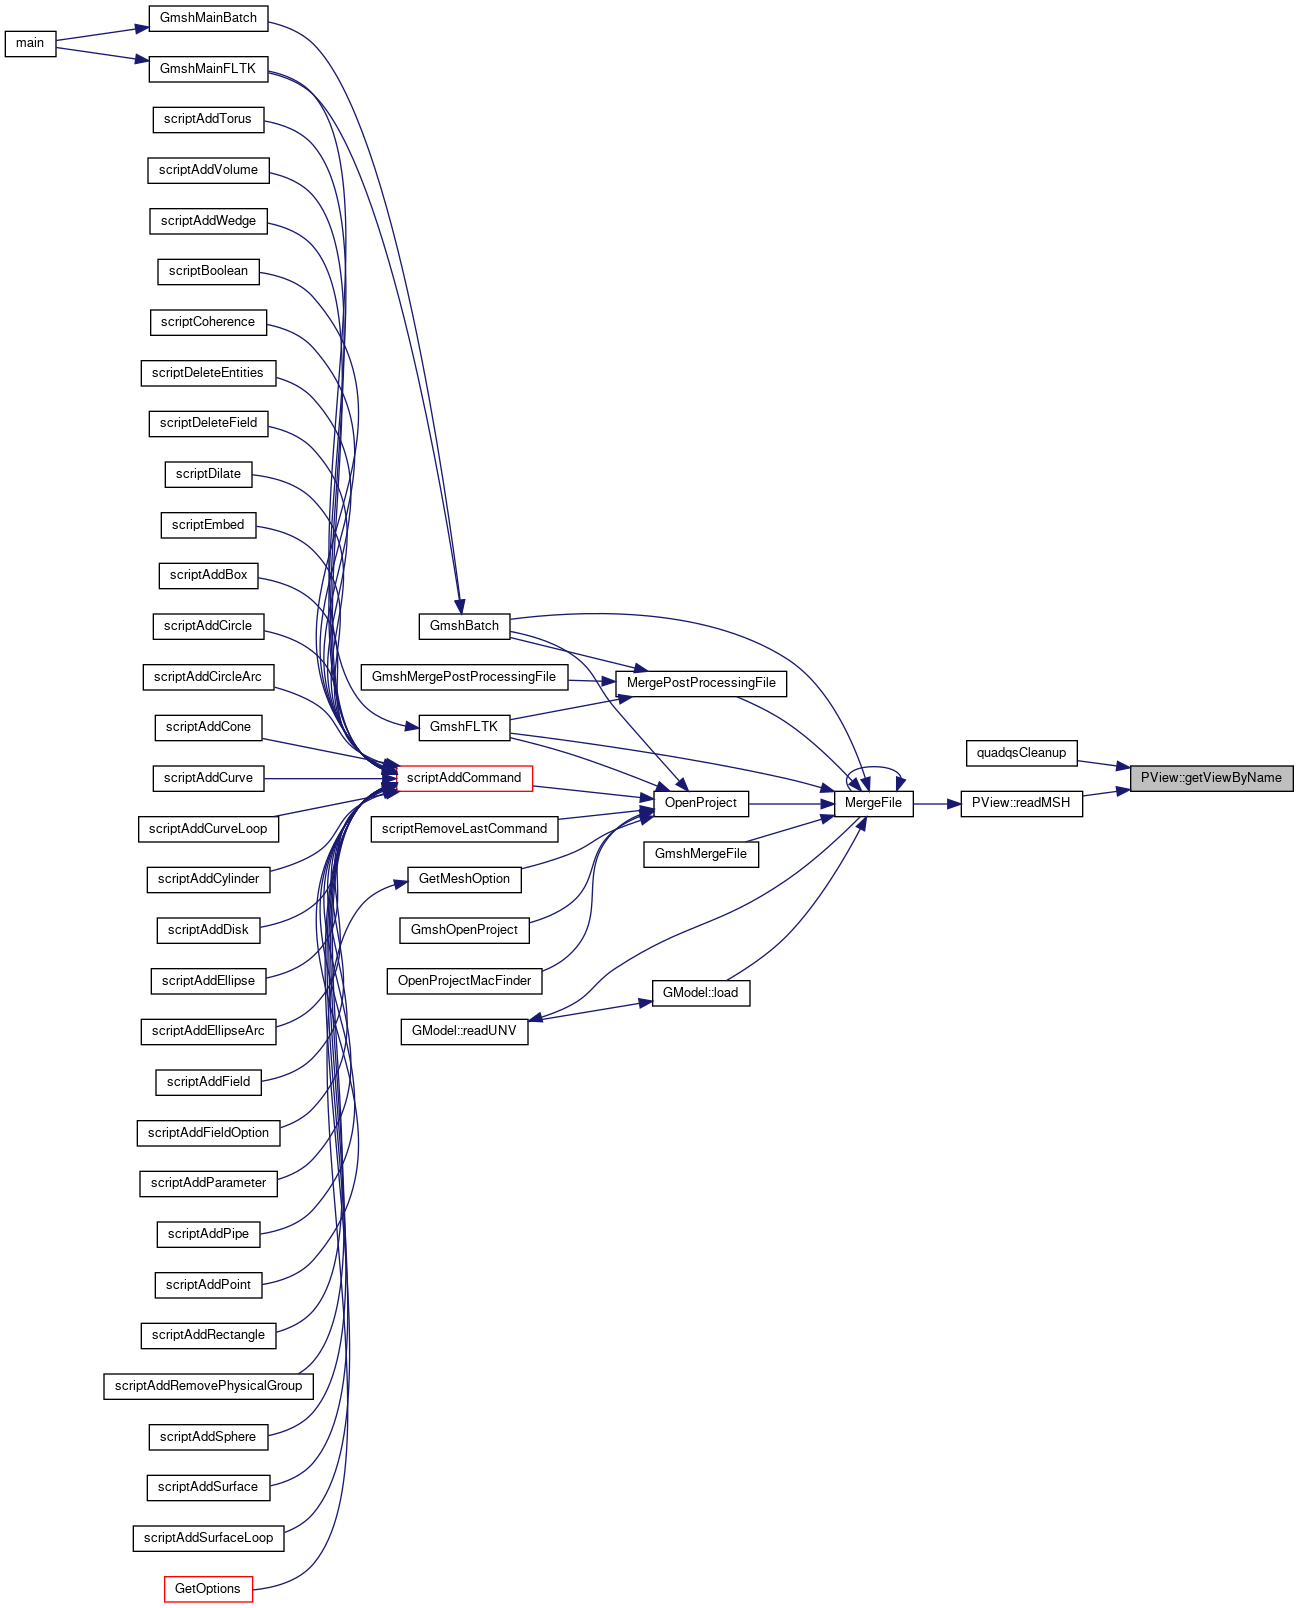 main
GmshMainBatch
GmshMainFLTK
scriptAddTorus
scriptAddVolume
scriptAddWedge
scriptBoolean
scriptCoherence
scriptDeleteEntities
scriptDeleteField
scriptDilate
scriptEmbed
scriptAddBox
scriptAddCircle
scriptAddCircleArc
scriptAddCone
scriptAddCurve
scriptAddCurveLoop
scriptAddCylinder
scriptAddDisk
scriptAddEllipse
scriptAddEllipseArc
scriptAddField
scriptAddFieldOption
scriptAddParameter
scriptAddPipe
scriptAddPoint
scriptAddRectangle
scriptAddRemovePhysicalGroup
scriptAddSphere
scriptAddSurface
scriptAddSurfaceLoop
GetOptions
GmshBatch
GmshMergePostProcessingFile
GmshFLTK
scriptAddCommand
scriptRemoveLastCommand
GetMeshOption
GmshOpenProject
OpenProjectMacFinder
GModel::readUNV
MergePostProcessingFile
OpenProject
GmshMergeFile
GModel::load
MergeFile
quadqsCleanup
PView::readMSH
PView::getViewByName